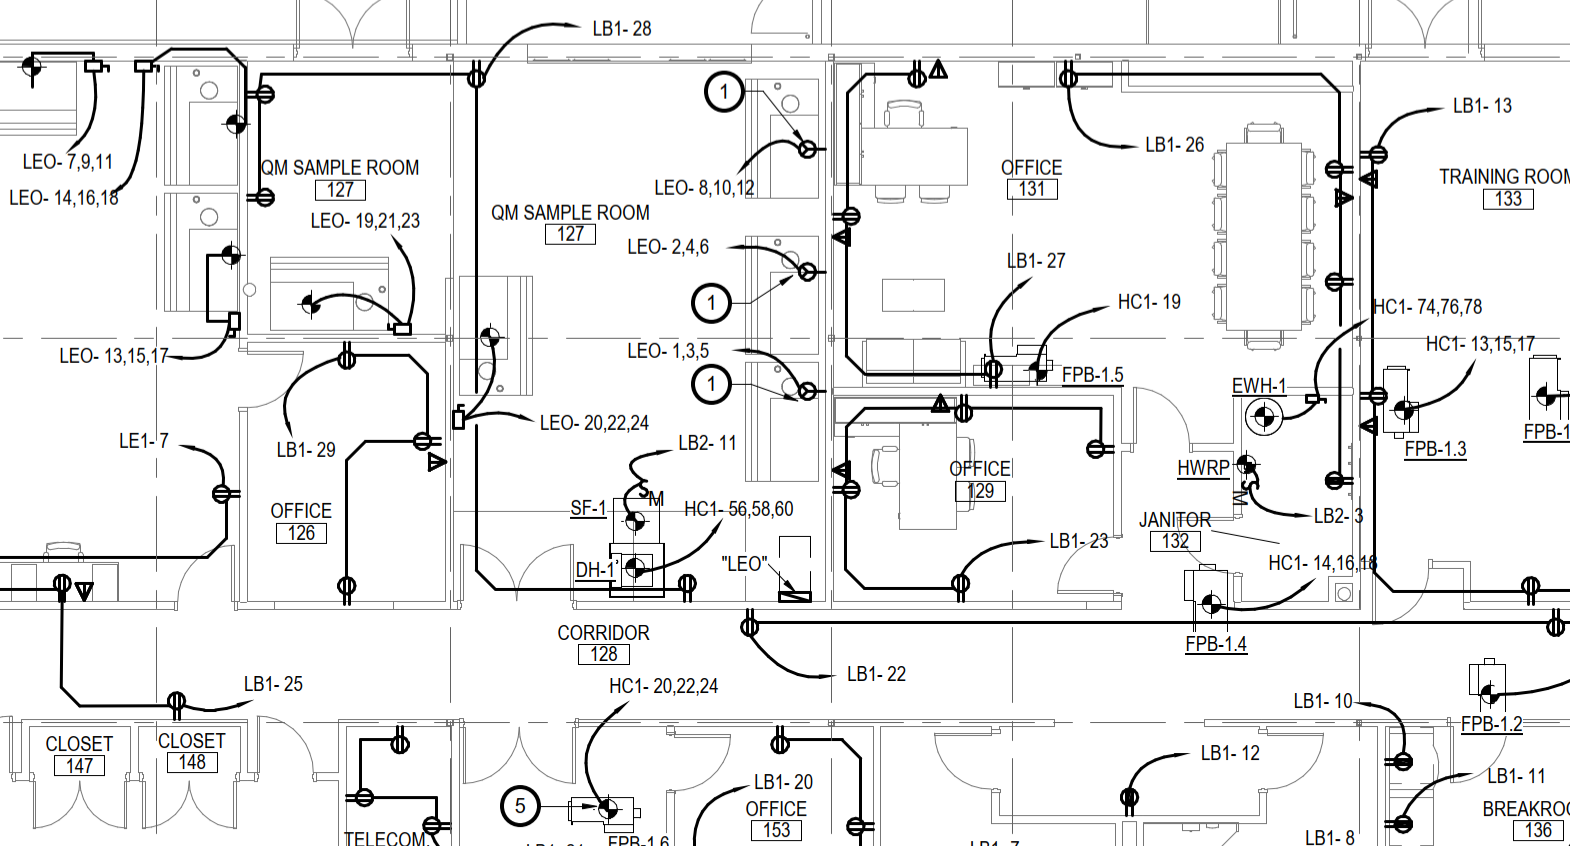 LB1- 28
1
LB1- 13
LEO- 7,9,11
LB1- 26
QM SAMPLE ROOM
127
OFFICE
131
TRAINING ROOM
133
LEO- 14,16,18
LEO- 8,10,12
LEO- 19,21,23
QM SAMPLE ROOM
127
LEO- 2,4,6
LB1- 27
1
HC1- 19
HC1- 74,76,78
LEO- 13,15,17
LEO- 1,3,5
HC1- 13,15,17
1
FPB-1.5
EWH-1
LEO- 20,22,24
FPB-1
LE1- 7
LB1- 29
LB2- 11
FPB-1.3
OFFICE
129
HWRP
M
M
SF-1
HC1- 56,58,60
OFFICE
126
JANITOR
132
LB2- 3
LB1- 23
DH-1
"LEO"
HC1- 14,16,18
CORRIDOR
128
FPB-1.4
LB1- 22
LB1- 25
HC1- 20,22,24
LB1- 10
FPB-1.2
CLOSET
147
CLOSET
148
LB1- 12
LB1- 20
LB1- 11
5
OFFICE
153
BREAKROO
136
TELECOM.
FPB-1.6
LB1- 7
LB1- 8